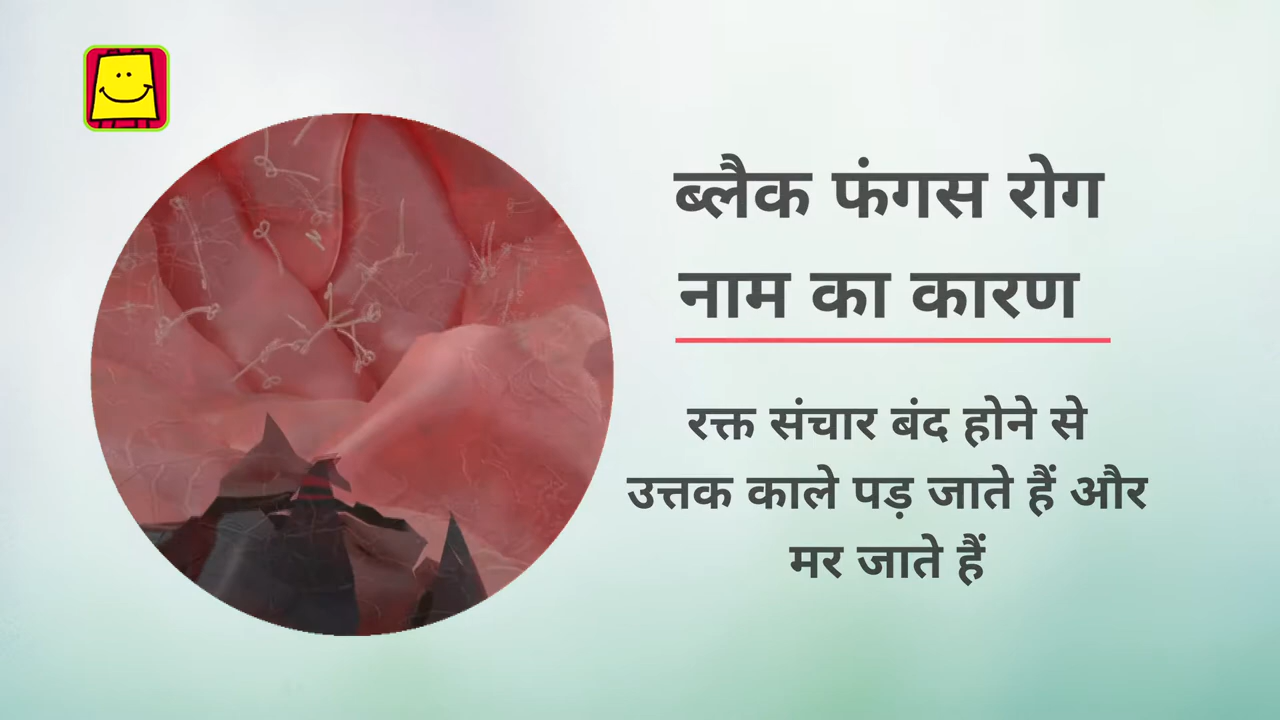 ब्लैक फंगस रोग
नाम का कारण
रक्त संचार बंद होने से
उत्तक काले पड़ जाते हैं और
मर जाते हैं